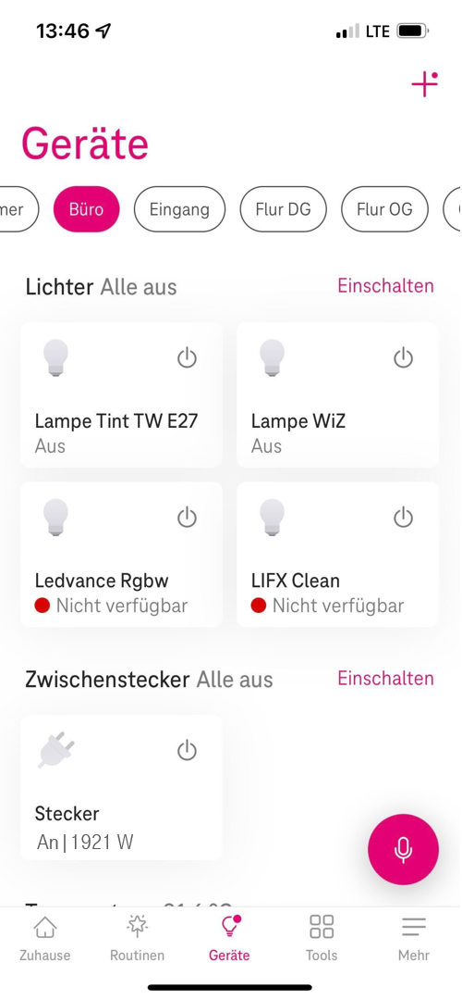 13:46 LTE
Geräte
mer Büro Eingang Flur DG Flur OG
Lichter Alle aus Einschalten
Lampe Tint TW E27 Lampe WiZ
Aus Aus
Ledvance Rgbw LIFX Clean
Nicht verfügbar Nicht verfügbar
Zwischenstecker Alle aus Einschalten
Stecker
An | 1921 W
Zuhause Routinen Geräte Tools Mehr